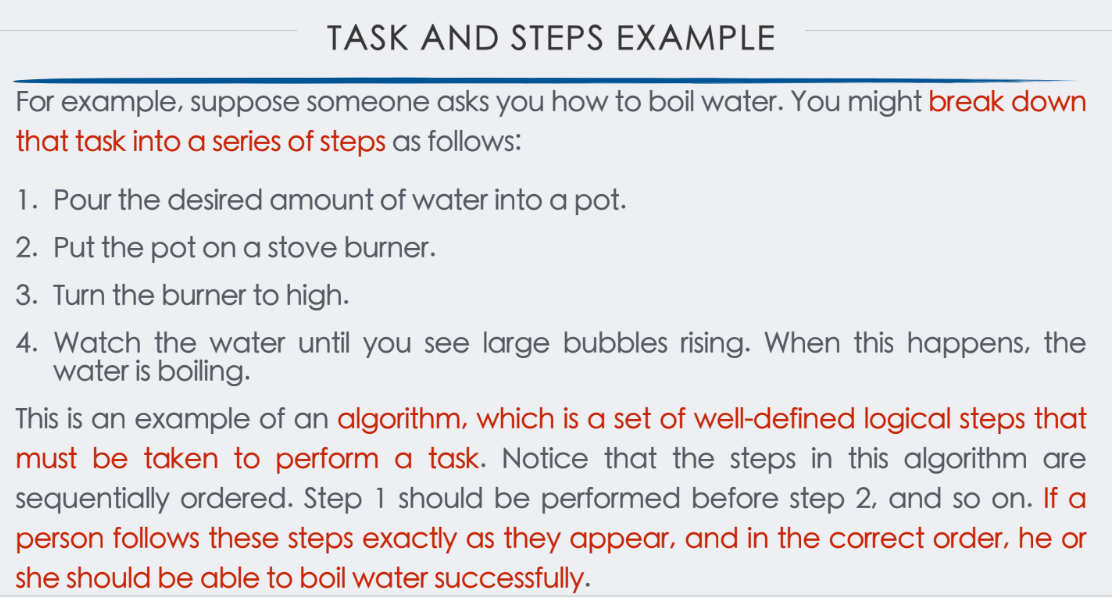 TASK AND STEPS EXAMPLE
For example, suppose someone asks you how to boil water. You might break down
that task into a series of steps as follows:
1. Pour the desired amount of water into a pot.
2. Put the pot on a stove burner.
3. Turn the burner to high.
4. Watch the water until you see large bubbles rising. When this happens, the
water is boiling.
This is an example of an algorithm, which is a set of well-defined logical steps that
must be taken to perform a task. Notice that the steps in this algorithm are
sequentially ordered. Step 1 should be performed before step 2, and so on. If a
person follows these steps exactly as they appear, and in the correct order, he or
she should be able to boil water successfully.